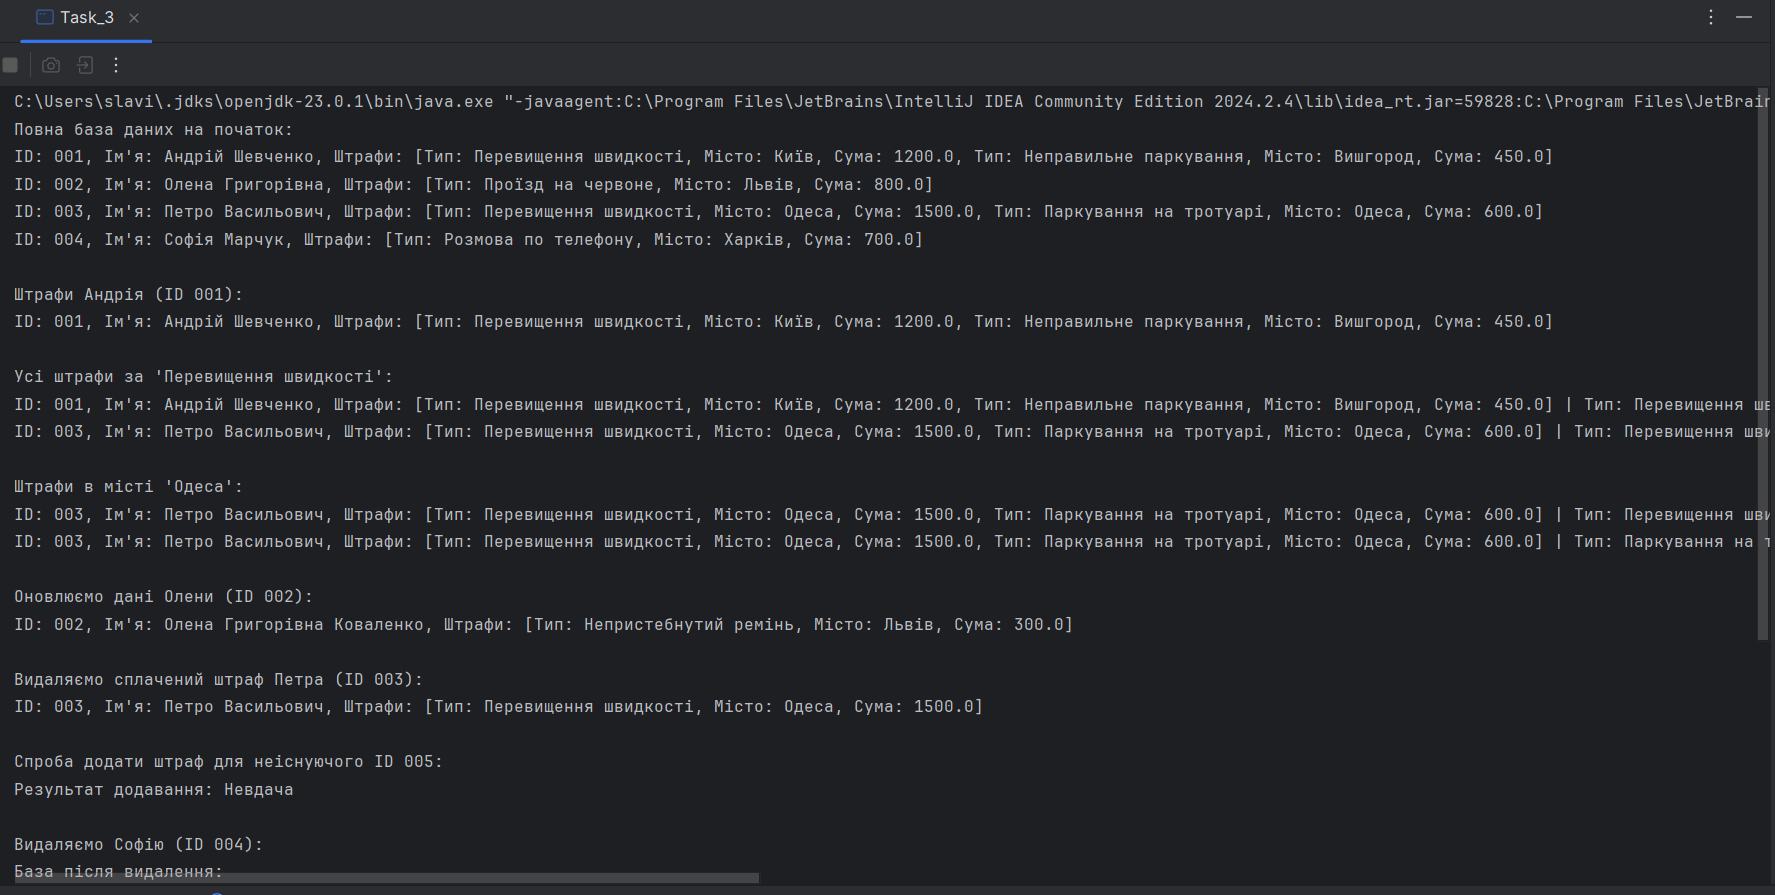 Task_3
C:\Users\slavi\.jdks\openjdk-23.0.1\bin\java.exe "-javaagent:C:\Program Files\JetBrains\IntelliJ IDEA Community Edition 2024.2.4\lib\idea_rt.jar=59828:C:\Program Files\JetBrain
Повна база даних на початок:
ID: 001, Ім'я: Андрій Шевченко, Штрафи: [Тип: Перевищення швидкості, Місто: Київ, Сума: 1200.0, Тип: Неправильне паркування, Місто: Вишгород, Сума: 450.0]
ID: 002, Ім'я: Олена Григорівна, Штрафи: [Тип: Проїзд на червоне, Місто: Львів, Сума: 800.0]
ID: 003, Ім'я: Петро Васильович, Штрафи: [Тип: Перевищення швидкості, Місто: Одеса, Сума: 1500.0, Тип: Паркування на тротуарі, Місто: Одеса, Сума: 600.0]
ID: 004, Ім'я: Софія Марчук, Штрафи: [Тип: Розмова по телефону, Місто: Харків, Сума: 700.0]
Штрафи Андрія (ID 001):
ID: 001, Ім'я: Андрій Шевченко, Штрафи: [Тип: Перевищення швидкості, Місто: Київ, Сума: 1200.0, Тип: Неправильне паркування, Місто: Вишгород, Сума: 450.0]
Усі штрафи за 'Перевищення швидкості':
ID: 001, Ім'я: Андрій Шевченко, Штрафи: [Тип: Перевищення швидкості, Місто: Київ, Сума: 1200.0, Тип: Неправильне паркування, Місто: Вишгород, Сума: 450.0] | Тип: Перевищення шв
ID: 003, Ім'я: Петро Васильович, Штрафи: [Тип: Перевищення швидкості, Місто: Одеса, Сума: 1500.0, Тип: Паркування на тротуарі, Місто: Одеса, Сума: 600.0] | Тип: Перевищення шви
Штрафи в місті 'Одеса':
ID: 003, Ім'я: Петро Васильович, Штрафи: [Тип: Перевищення швидкості, Місто: Одеса, Сума: 1500.0, Тип: Паркування на тротуарі, Місто: Одеса, Сума: 600.0] | Тип: Перевищення шви
ID: 003, Ім'я: Петро Васильович, Штрафи: [Тип: Перевищення швидкості, Місто: Одеса, Сума: 1500.0, Тип: Паркування на тротуарі, Місто: Одеса, Сума: 600.0] | Тип: Паркування на т
Оновлюємо дані Олени (ID 002):
ID: 002, Ім'я: Олена Григорівна Коваленко, Штрафи: [Тип: Непристебнутий ремінь, Місто: Львів, Сума: 300.0]
Видаляємо сплачений штраф Петра (ID 003):
ID: 003, Ім'я: Петро Васильович, Штрафи: [Тип: Перевищення швидкості, Місто: Одеса, Сума: 1500.0]
Спроба додати штраф для неіснуючого ID 005:
Результат додавання: Невдача
Видаляємо Софію (ID 004):
База після видалення: